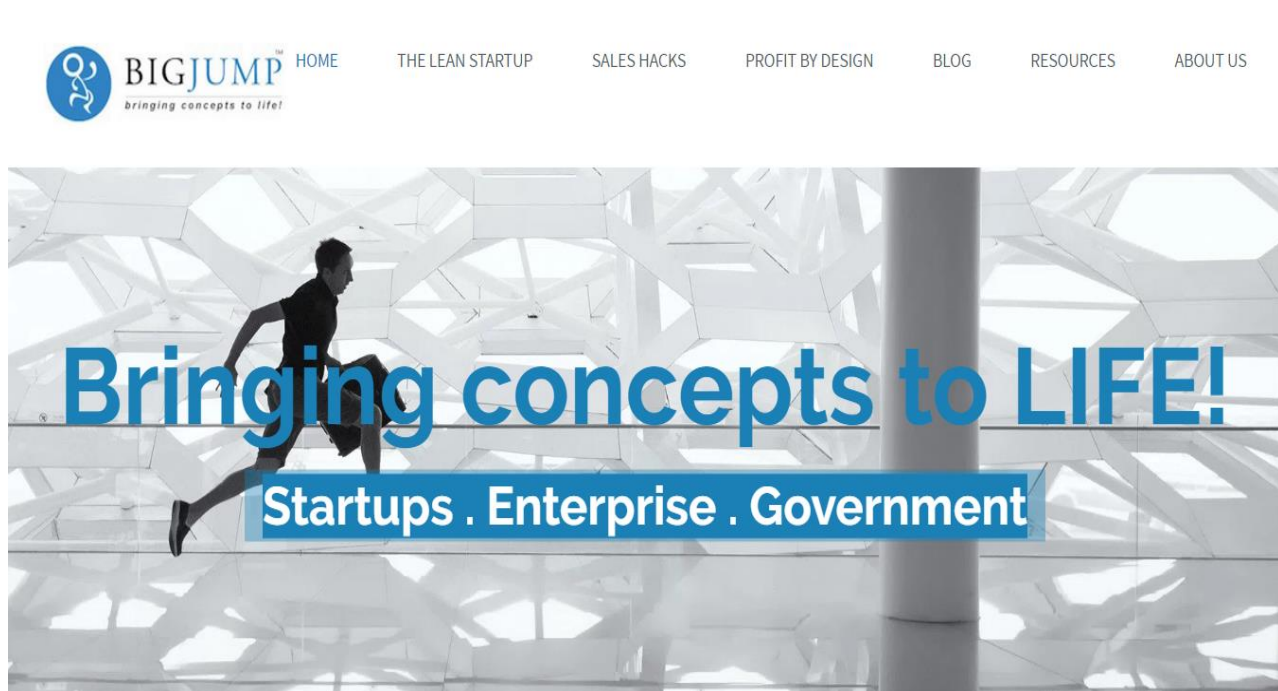 BIGJUMP™
bringing concepts to life!
HOME THE LEAN STARTUP SALES HACKS PROFIT BY DESIGN BLOG RESOURCES ABOUT US
Bringing concepts to LIFE!
Startups . Enterprise . Government